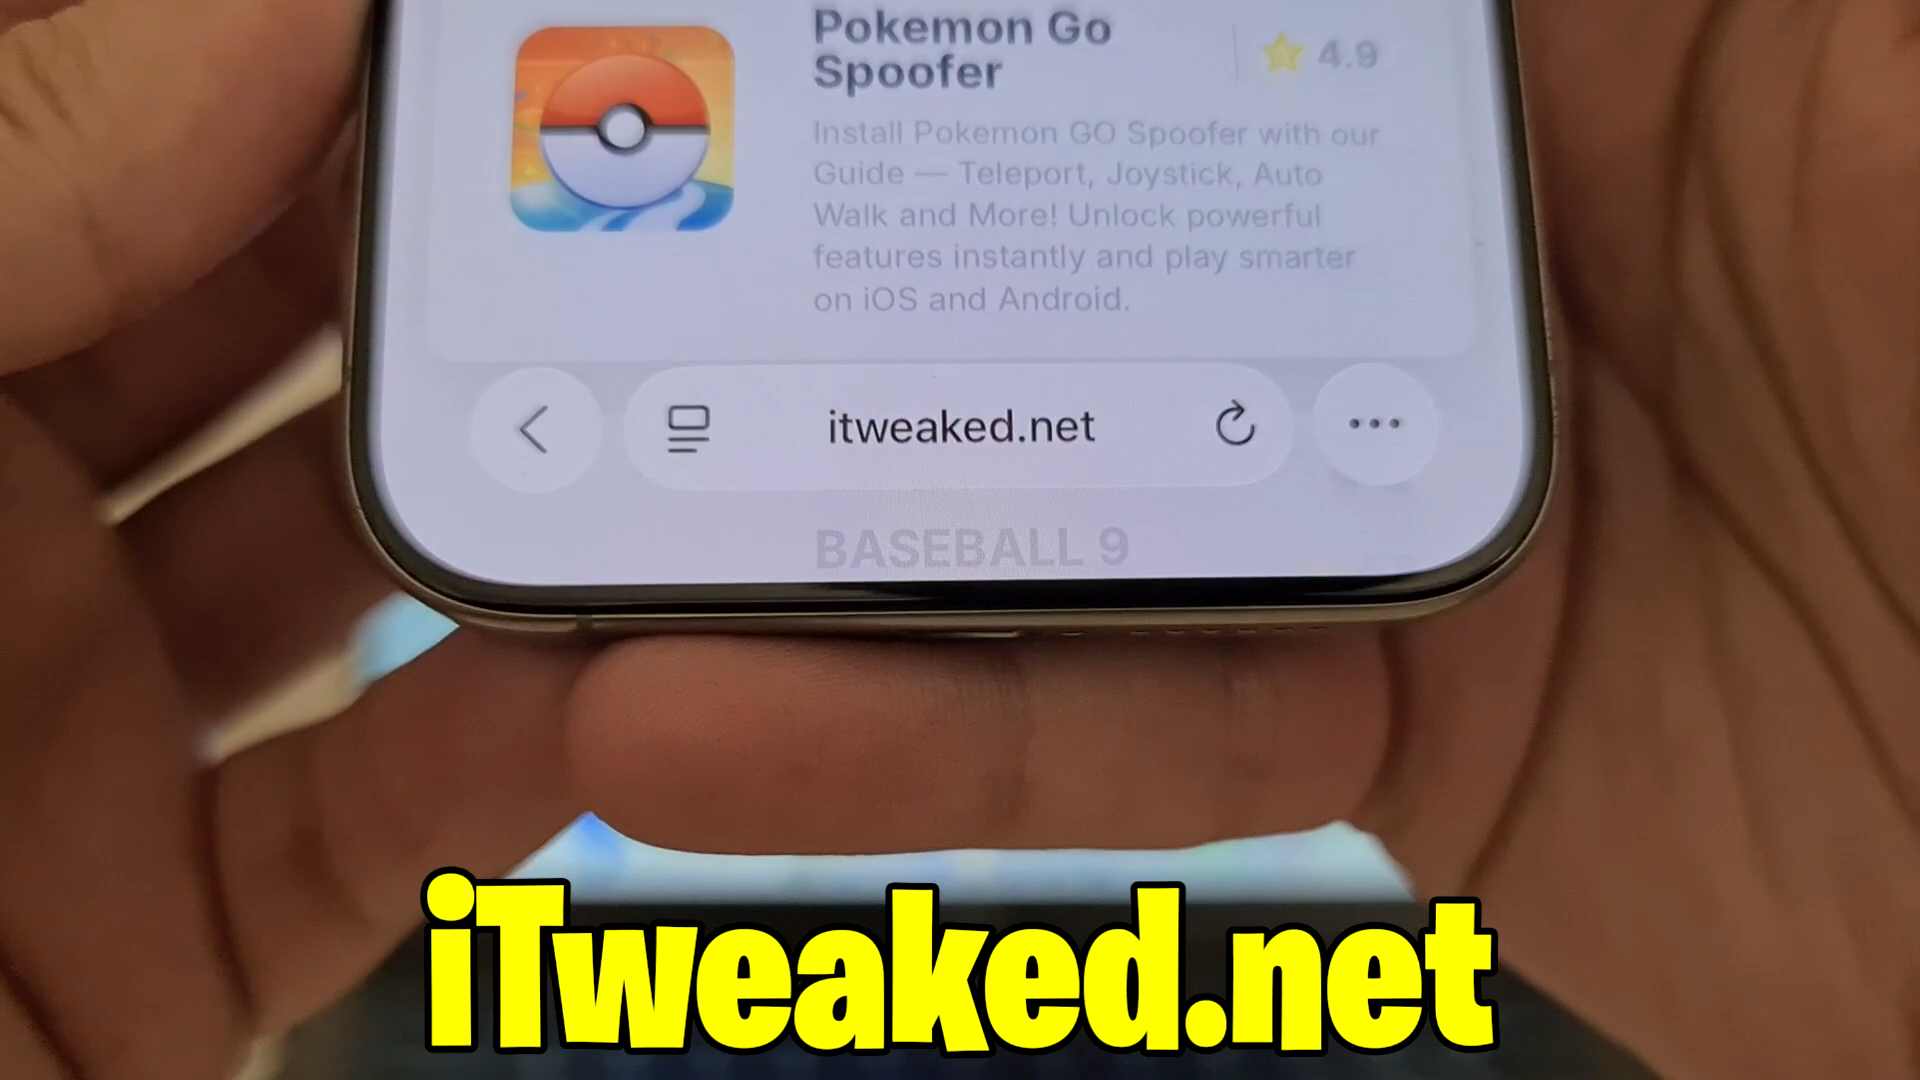 Pokemon Go
Spoofer
4.9
Install Pokemon GO Spoofer with our
Guide — Teleport, Joystick, Auto
Walk and More! Unlock powerful
features instantly and play smarter
on iOS and Android.
itweaked.net
BASEBALL 9
iTweaked.net